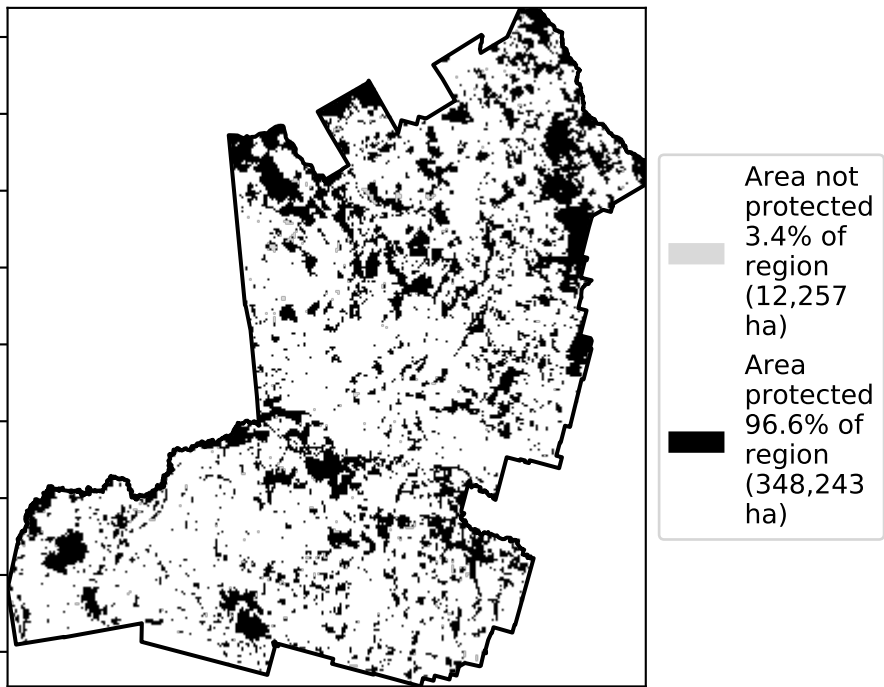 Area not
protected
3.4% of
region
(12,257
ha)
Area
protected
96.6% of
region
(348,243
ha)